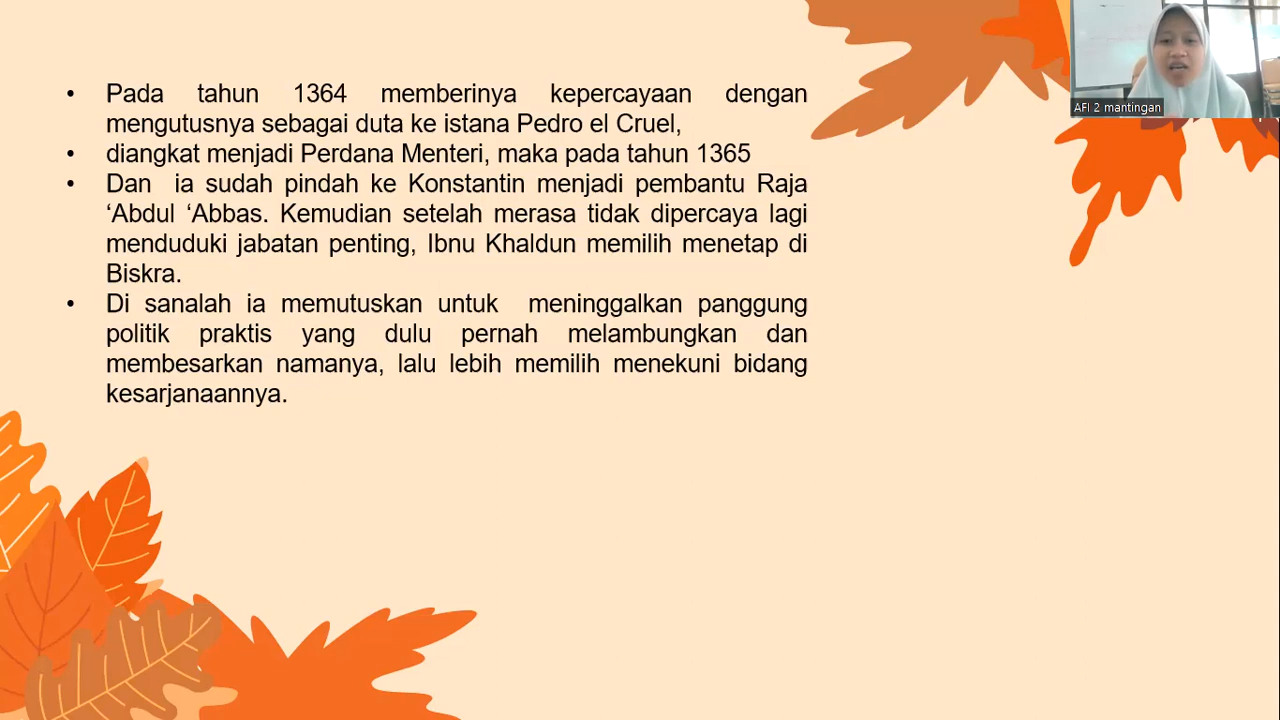 • Pada tahun 1364 memberinya kepercayaan dengan
mengutusnya sebagai duta ke istana Pedro el Cruel,
• diangkat menjadi Perdana Menteri, maka pada tahun 1365
• Dan ia sudah pindah ke Konstantin menjadi pembantu Raja
‘Abdul ‘Abbas. Kemudian setelah merasa tidak dipercaya lagi
menduduki jabatan penting, Ibnu Khaldun memilih menetap di
Biskra.
• Di sanalah ia memutuskan untuk meninggalkan panggung
politik praktis yang dulu pernah melambungkan dan
membesarkan namanya, lalu lebih memilih menekuni bidang
kesarjanaannya.
AFI 2 mantingan